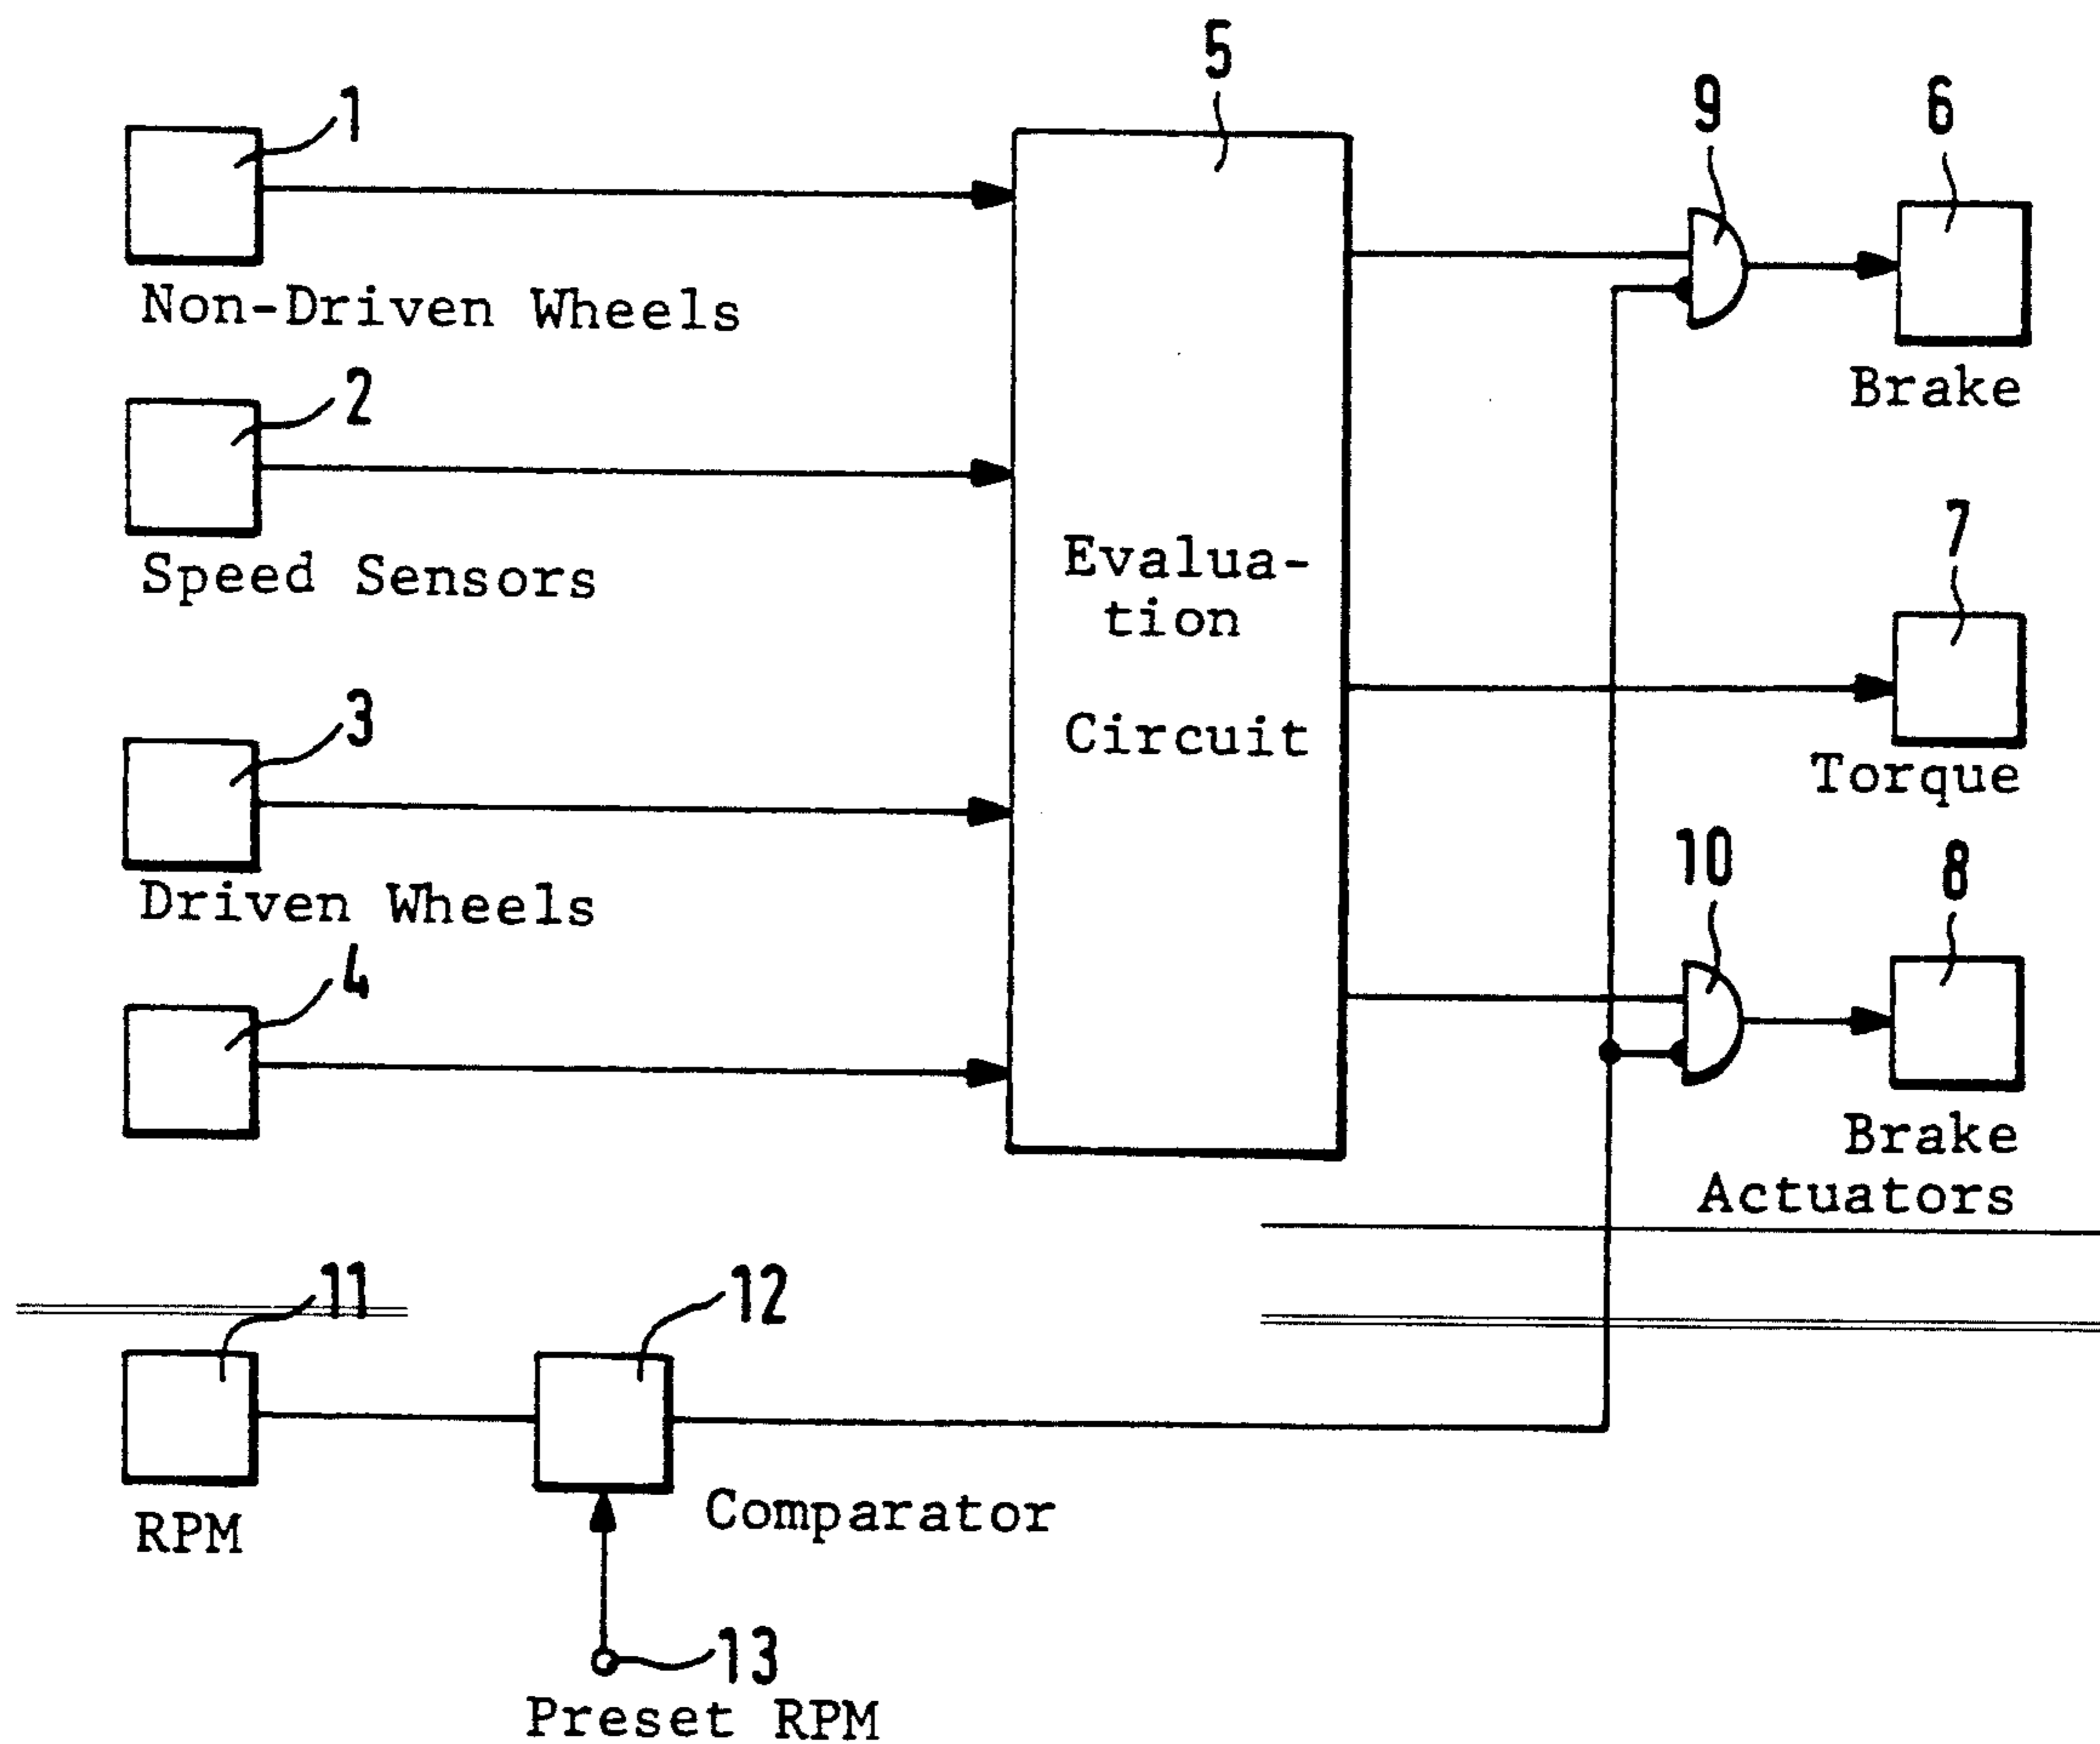 5
1
9
6
Non-Driven Wheels
Brake
2
Speed Sensors
7
Evalua-
tion
Circuit
Torque
3
Driven Wheels
10
8
4
Brake
Actuators
11
12
RPM
Comparator
13
Preset RPM